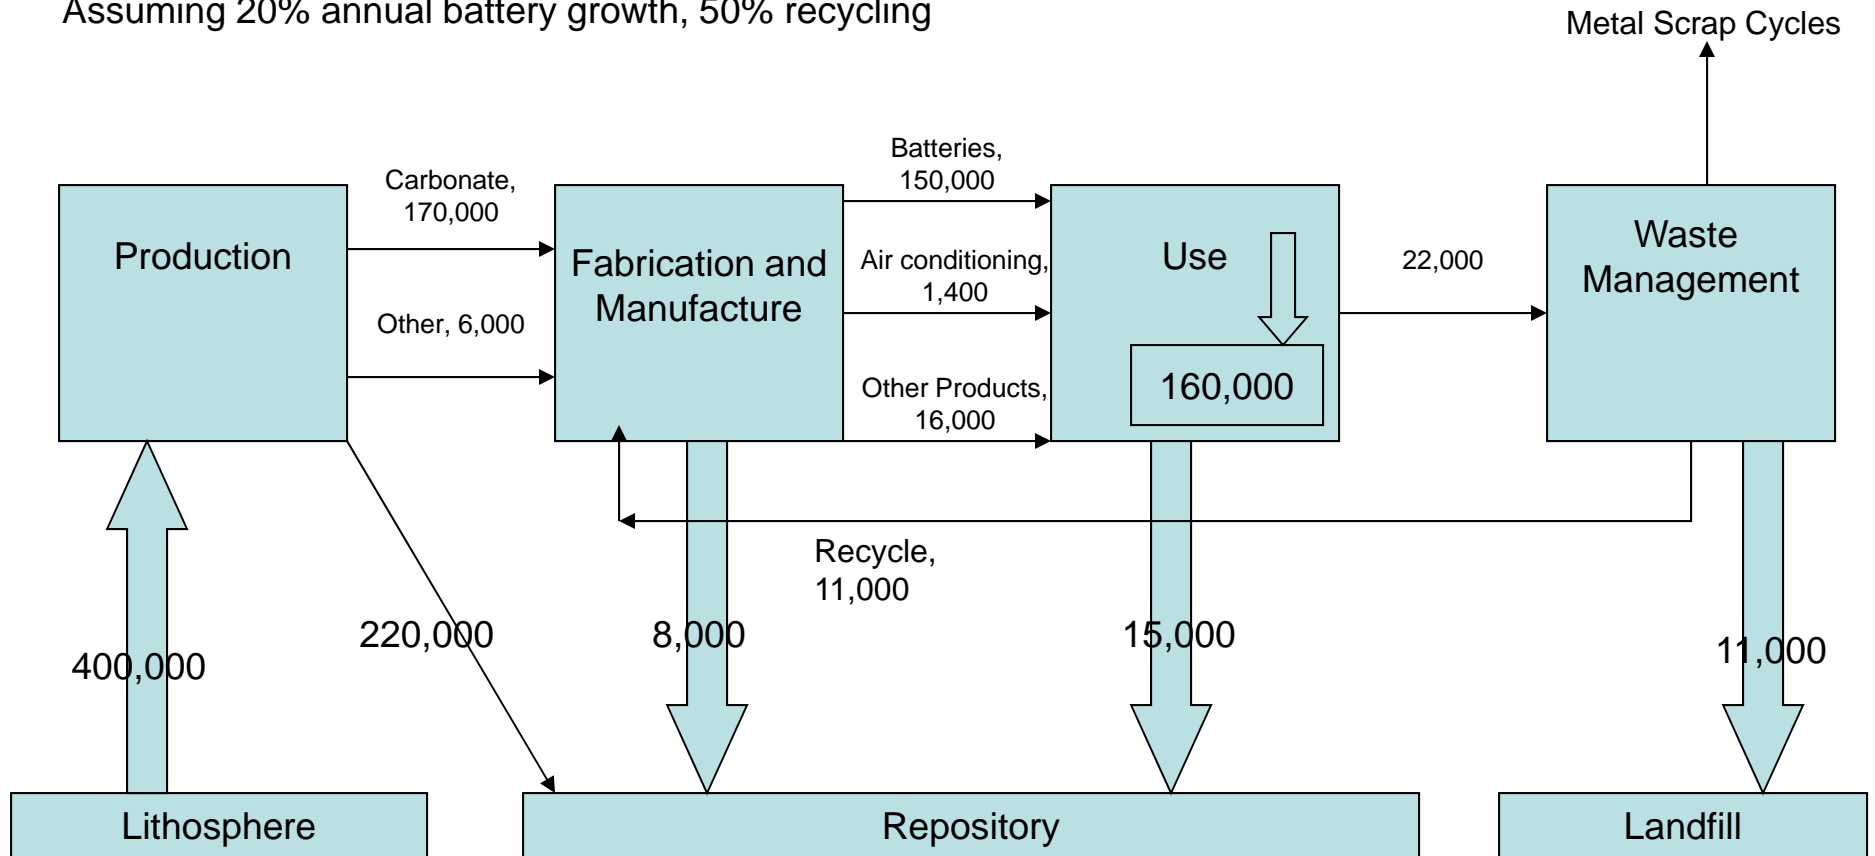 Assuming 20% annual battery growth, 50% recycling
Metal Scrap Cycles
Production
Carbonate,
170,000
Other, 6,000
Fabrication and
Manufacture
Batteries,
150,000
Air conditioning,
1,400
Other Products,
16,000
Use
160,000
22,000
Waste
Management
Recycle,
11,000
400,000
220,000
8,000
15,000
11,000
Lithosphere
Repository
Landfill